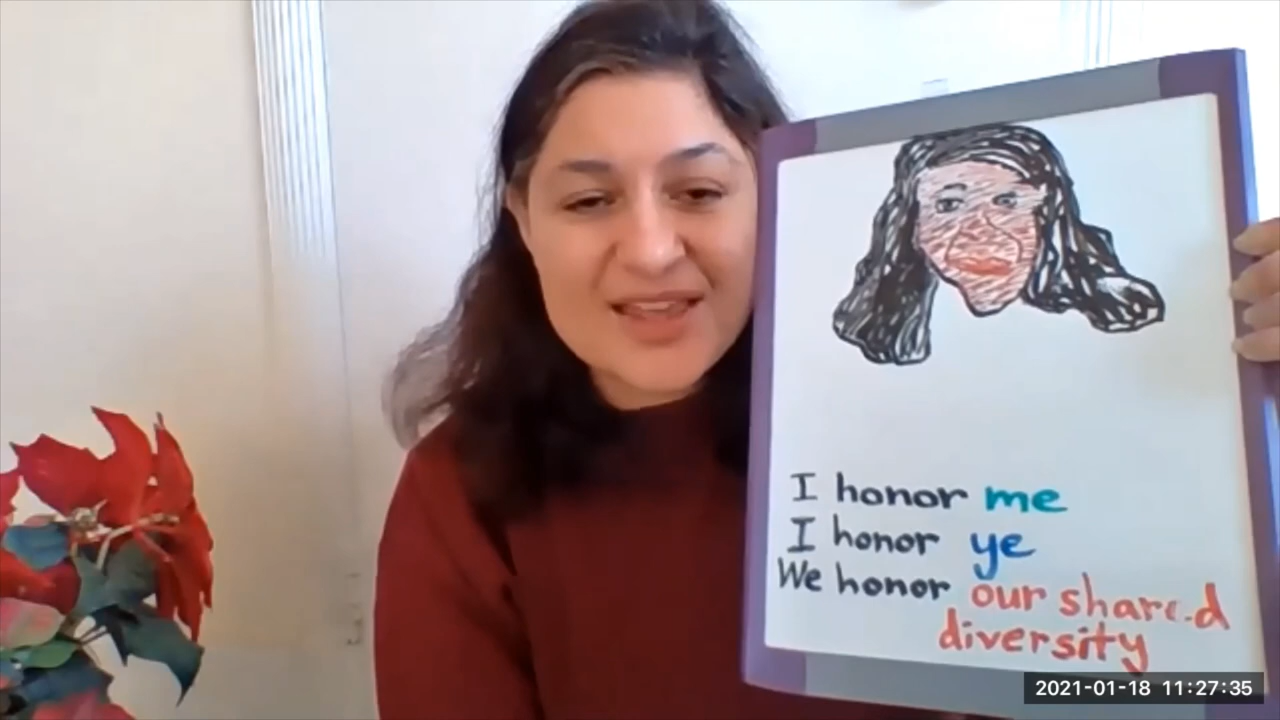 I honor me
I honor ye
We honor our shared
diversity
2021-01-18 11:27:35